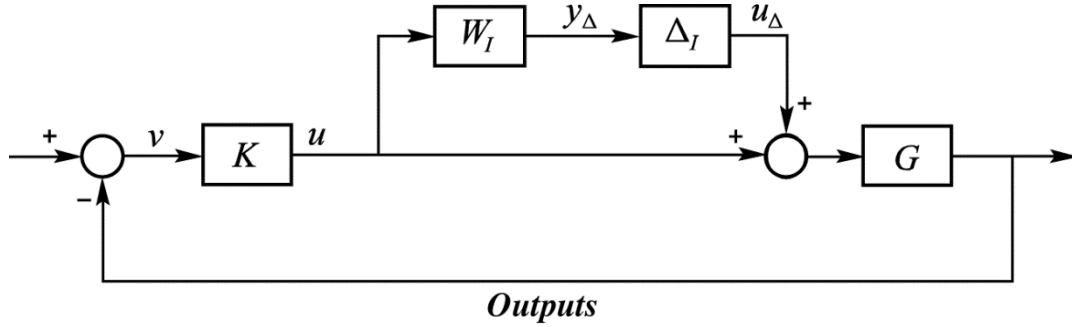 W_I
y_Δ
Δ_I
u_Δ
+
+
v
K
u
+
G
-
Outputs